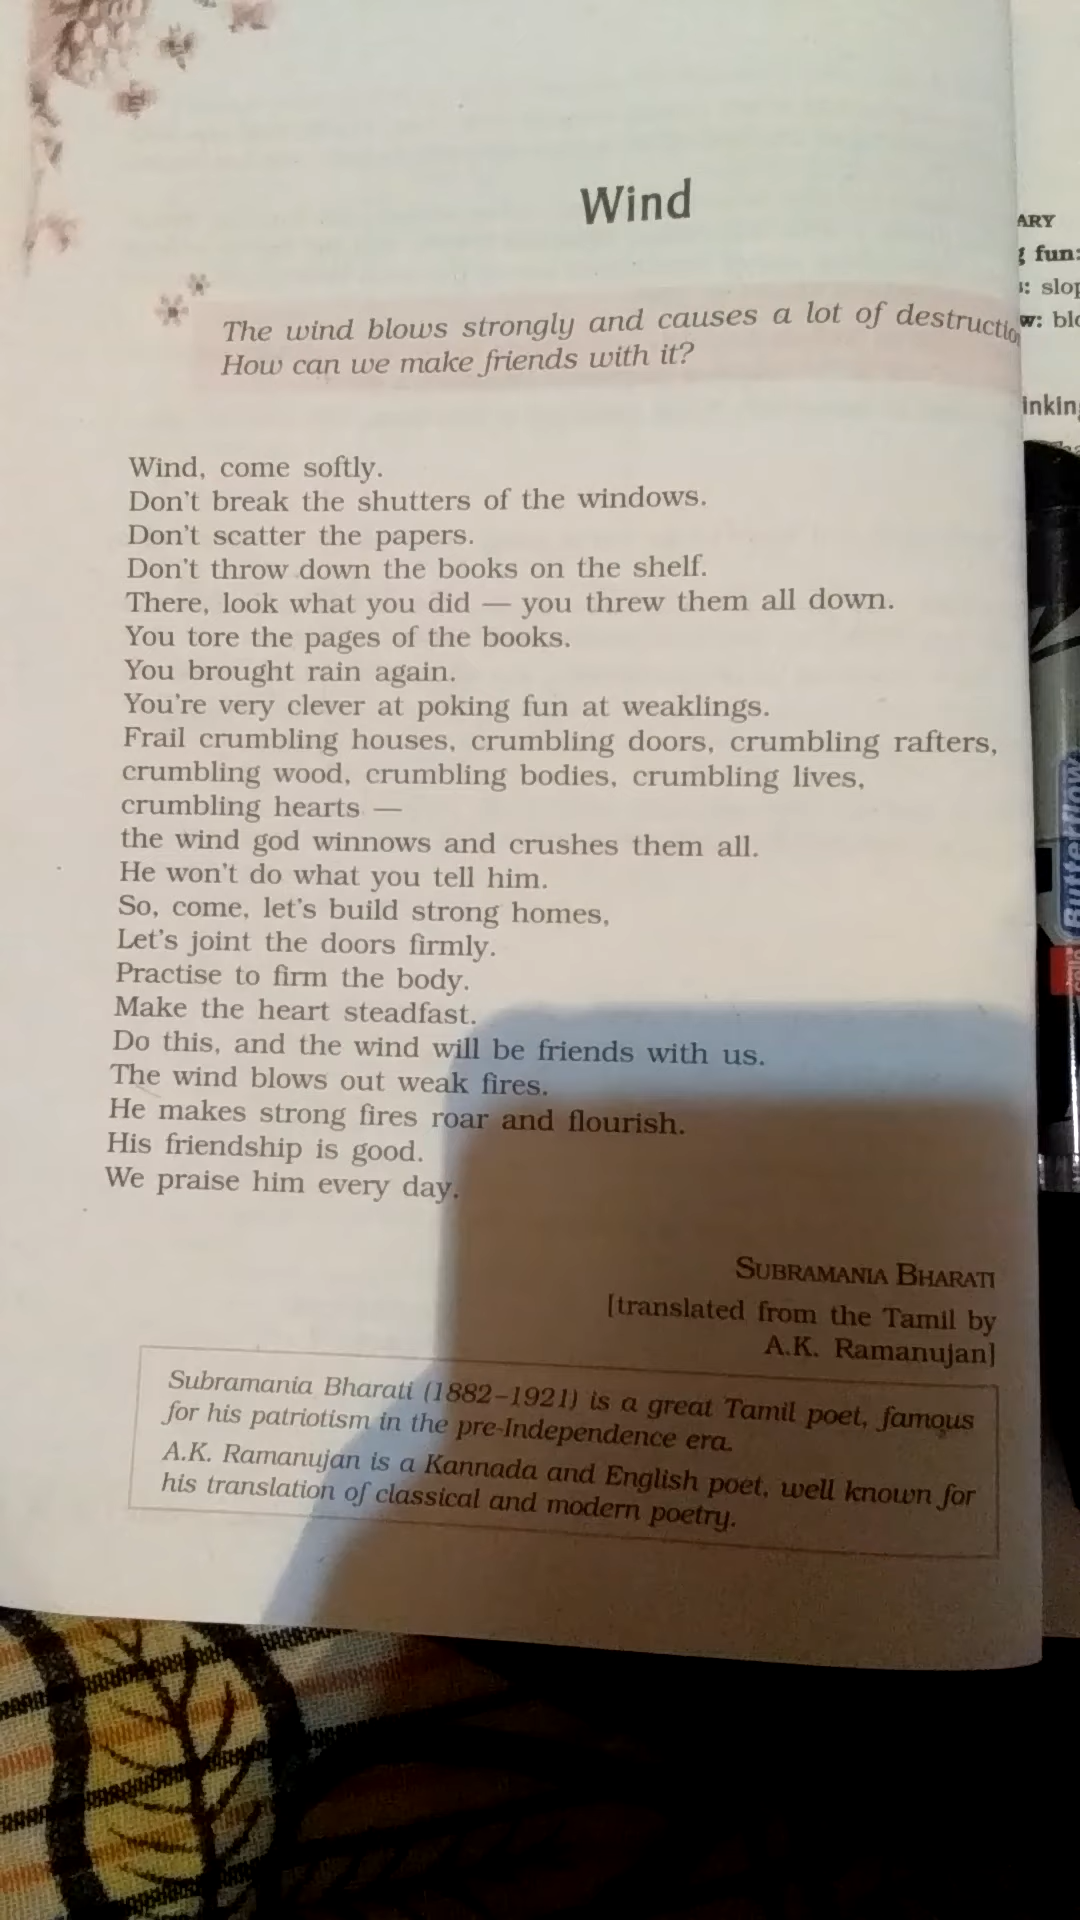 Wind
The wind blows strongly and causes a lot of destructio
How can we make friends with it?
Wind, come softly.
Don't break the shutters of the windows.
Don't scatter the papers.
Don't throw down the books on the shelf.
There, look what you did — you threw them all down.
You tore the pages of the books.
You brought rain again.
You're very clever at poking fun at weaklings.
Frail crumbling houses, crumbling doors, crumbling rafters,
crumbling wood, crumbling bodies, crumbling lives,
crumbling hearts —
the wind god winnows and crushes them all.
He won't do what you tell him.
So, come, let's build strong homes,
Let's joint the doors firmly.
Practise to firm the body.
Make the heart steadfast.
Do this, and the wind will be friends with us.
The wind blows out weak fires.
He makes strong fires roar and flourish.
His friendship is good.
We praise him every day.
SUBRAMANIA BHARATI
[translated from the Tamil by
A.K. Ramanujan]
Subramania Bharati (1882–1921) is a great Tamil poet, famous
for his patriotism in the pre-Independence era.
A.K. Ramanujan is a Kannada and English poet, well known for
his translation of classical and modern poetry.
ARY
g fun:
s: slop
w: blo
inkin
Butterflow